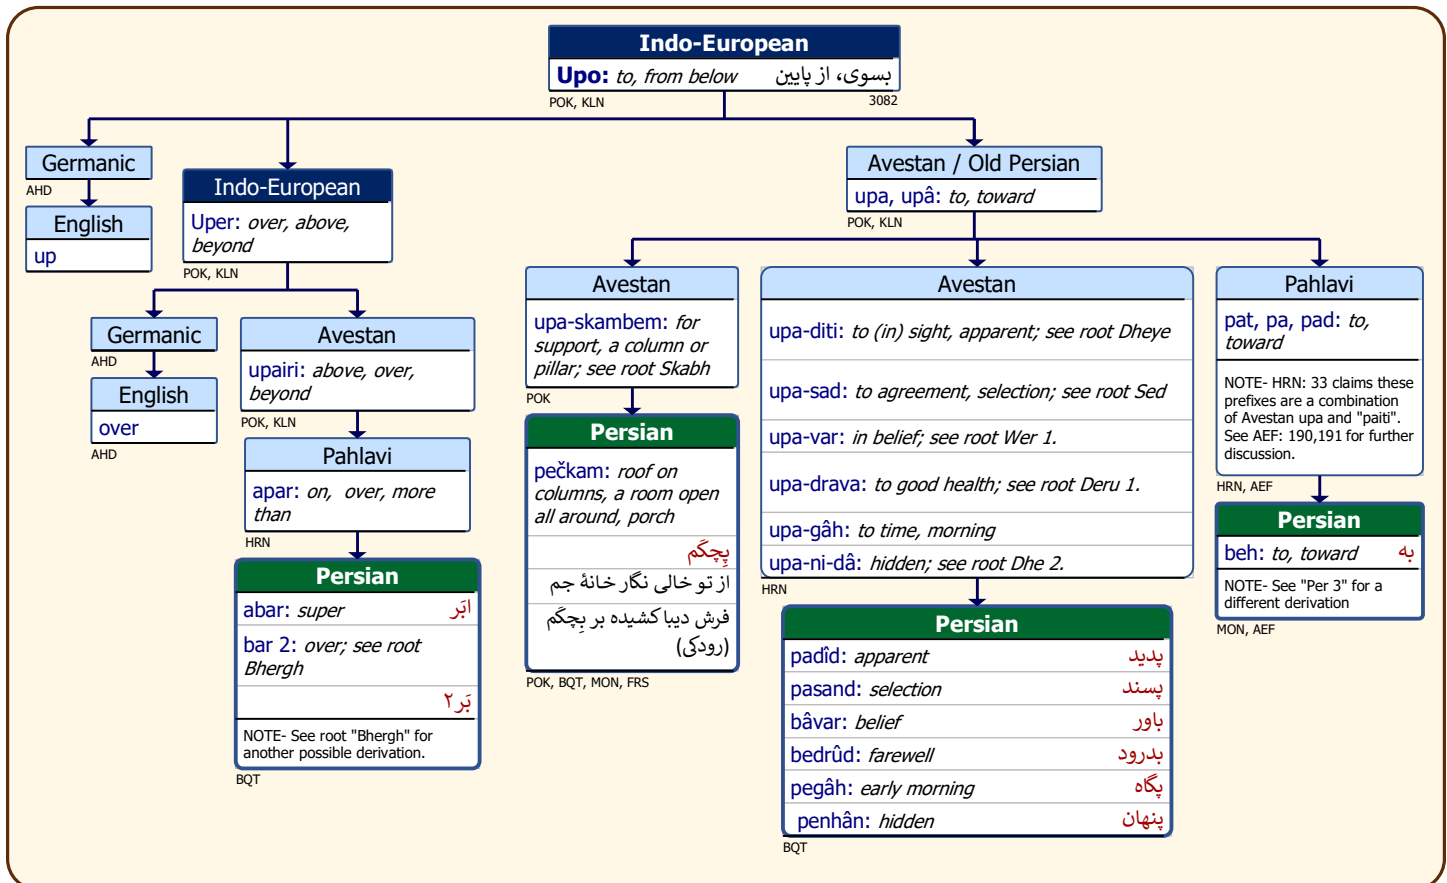 Indo-European
Upo: to, from below بسوی، از پایین
POK, KLN 3082
Germanic
AHD
English
up
Indo-European
Uper: over, above,
beyond
POK, KLN
Germanic
AHD
English
over
AHD
Avestan
upairi: above, over,
beyond
POK, KLN
Pahlavi
apar: on, over, more
than
HRN
Persian
abar: super ابَر
bar 2: over; see root
Bhergh
بَر۲
NOTE- See root "Bhergh" for
another possible derivation.
BQT
Avestan / Old Persian
upa, upâ: to, toward
POK, KLN
Avestan
upa-skambem: for
support, a column or
pillar; see root Skabh
POK
Persian
pečkam: roof on
columns, a room open
all around, porch
پِچکَم
از تو خالی نگار خانهٔ جم
فرش دیبا کشیده بر بِچکَم
(رودکی)
POK, BQT, MON, FRS
Avestan
upa-diti: to (in) sight, apparent; see root Dheye
upa-sad: to agreement, selection; see root Sed
upa-var: in belief; see root Wer 1.
upa-drava: to good health; see root Deru 1.
upa-gâh: to time, morning
upa-ni-dâ: hidden; see root Dhe 2.
HRN
Persian
padîd: apparent پدید
pasand: selection پسند
bâvar: belief باور
bedrûd: farewell بدرود
pegâh: early morning پگاه
penhân: hidden پنهان
BQT
Pahlavi
pat, pa, pad: to,
toward
NOTE- HRN: 33 claims these
prefixes are a combination
of Avestan upa and "paiti".
See AEF: 190,191 for further
discussion.
HRN, AEF
Persian
beh: to, toward به
NOTE- See "Per 3" for a
different derivation
MON, AEF